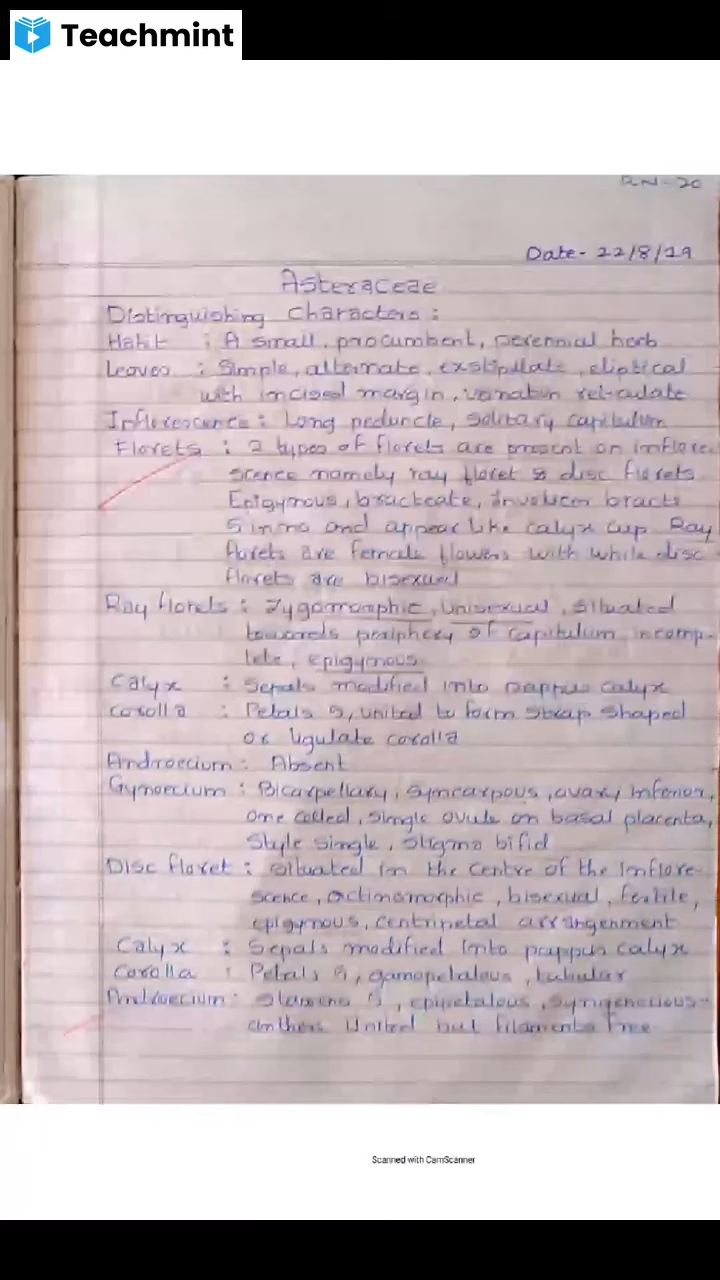 Teachmint
RN-20
Date- 22/8/19
Asteraceae
Distinguishing Characters:
Habit : A small, procumbent, perennial herb
Leaves : Simple, alternate, exstipulate, eliptical
with incised margin, reticulate
Inflorescence : Long peduncle, solitary capitulum
Florets : 2 types of florets are present on inflore-
scence namely ray floret & disc florets
Epigymous, bracteate, bracts
5 in no and appear like calyx cup Ray
florets are female flowers with while disc
florets are bisexual
Ray florets : Zygomorphic, Unisexual, situated
towards periphery of capitulum, incomp-
lete, epigymous
Calyx : Sepals modified into pappus calyx
Corolla : Petals 5, united to form strap shaped
or ligulate corolla
Androecium : Absent
Gynoecium : Bicarpellary, syncarpous, ovary inferior,
one celled, single ovule on basal placenta,
Style single, stigma bifid
Disc floret : Situated in the centre of the inflore-
scence, actinomorphic, bisexual, fertile,
epigynous, centripetal arrangenment
Calyx : Sepals modified into pappus calyx
Corolla : Petals 5, gamopetalous, tubular
Androecium : Stamens 5, epipetalous, syngenecious-
anthers united but filaments free
Scanned with CamScanner